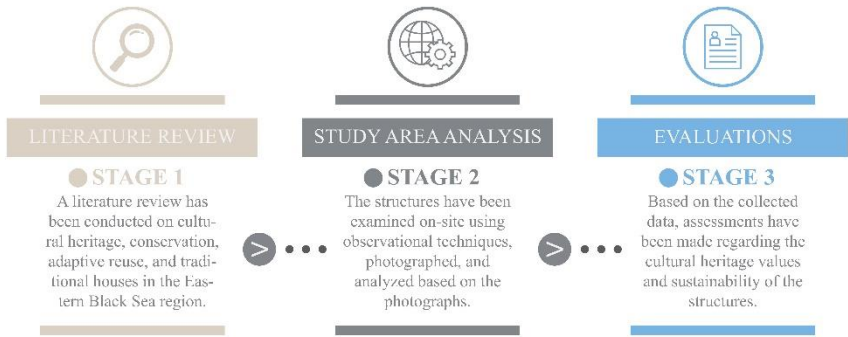 LITERATURE REVIEW
STAGE 1
A literature review has
been conducted on cultu-
ral heritage, conservation,
adaptive reuse, and tradi-
tional houses in the Eas-
tern Black Sea region.
STUDY AREA ANALYSIS
STAGE 2
The structures have been
examined on-site using
observational techniques,
photographed, and
analyzed based on the
photographs.
EVALUATIONS
STAGE 3
Based on the collected
data, assessments have
been made regarding the
cultural heritage values
and sustainability of the
structures.